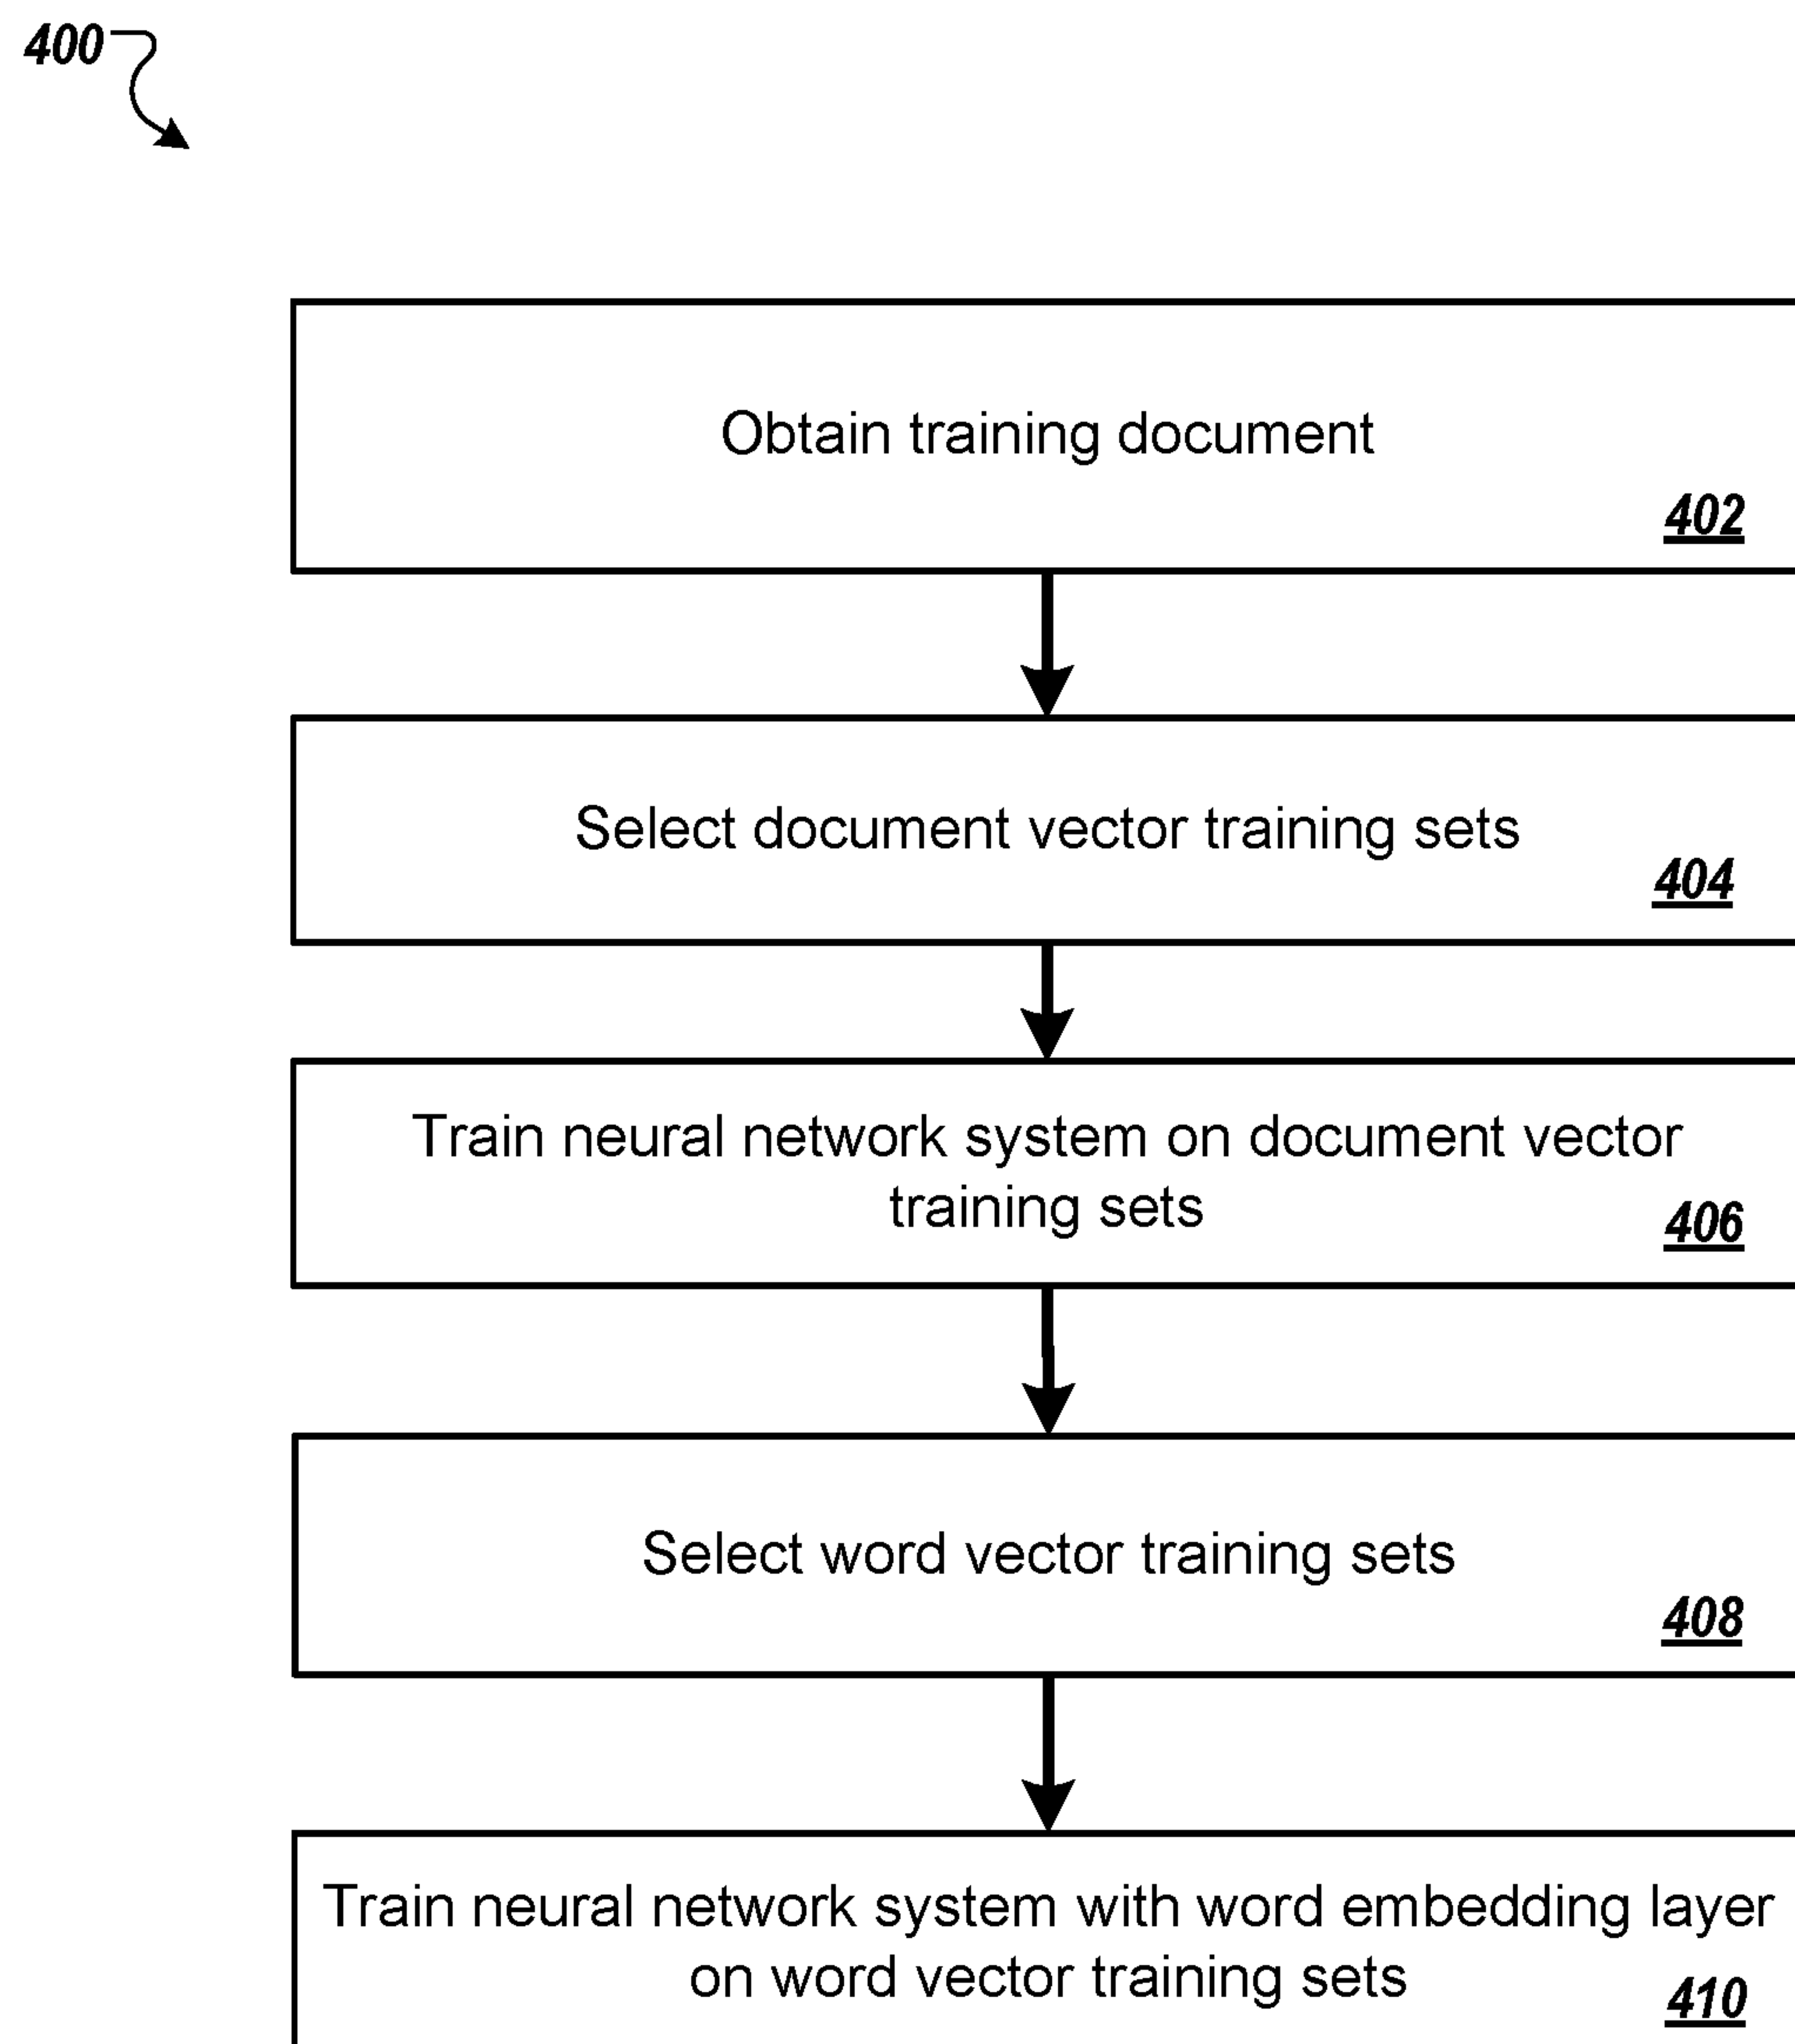 400
Obtain training document
402
Select document vector training sets
404
Train neural network system on document vector
training sets
406
Select word vector training sets
408
Train neural network system with word embedding layer
on word vector training sets
410